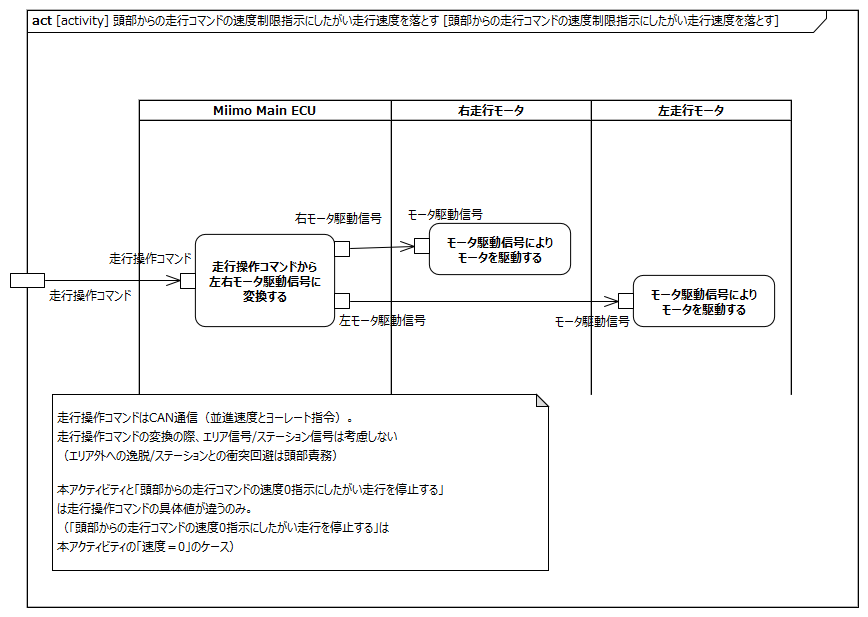 act [activity] 頭部からの走行コマンドの速度制限指示にしたがい走行速度を落とす [頭部からの走行コマンドの速度制限指示にしたがい走行速度を落とす]
Miimo Main ECU
右走行モータ
左走行モータ
右モータ駆動信号
モータ駆動信号
モータ駆動信号により
モータを駆動する
走行操作コマンド
走行操作コマンドから
左右モータ駆動信号に
変換する
走行操作コマンド
モータ駆動信号により
モータを駆動する
左モータ駆動信号
モータ駆動信号
走行操作コマンドはCAN通信（並進速度とヨーレート指令）。
走行操作コマンドの変換の際、エリア信号/ステーション信号は考慮しない
（エリア外への逸脱/ステーションとの衝突回避は頭部責務）
本アクティビティと「頭部からの走行コマンドの速度0指示にしたがい走行を停止する」
は走行操作コマンドの具体値が違うのみ。
（「頭部からの走行コマンドの速度0指示にしたがい走行を停止する」は
本アクティビティの「速度＝0」のケース）